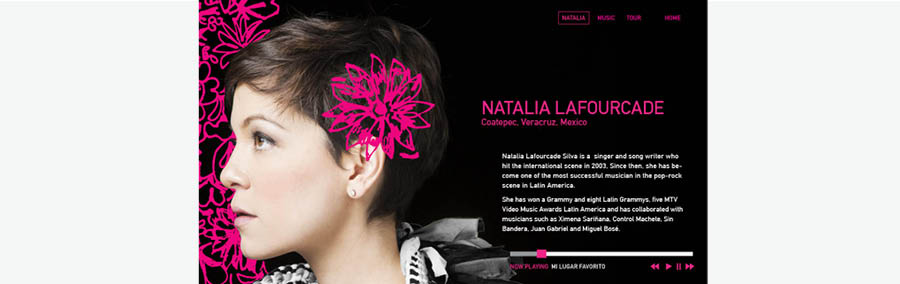 NATALIA MUSIC TOUR HOME
NATALIA LAFOURCADE
Coatepec, Veracruz, Mexico
Natalia Lafourcade Silva is a singer and song writer who
hit the international scene in 2003, Since then, she has be-
come one of the most successful musician in the pop-rock
scene in Latin America.
She has won a Grammy and eight Latin Grammys, five MTV
Video Music Awards Latin America and has collaborated with
musicians such as Ximena Sariñana, Control Machete, Sin
Bandera, Juan Gabriel and Miguel Bosé.
NOW PLAYING MI LUGAR FAVORITO